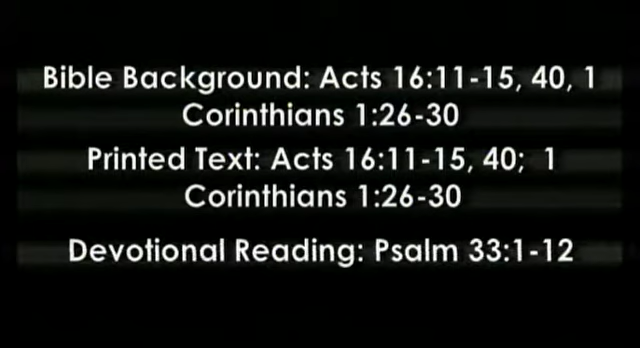 Bible Background: Acts 16:11-15, 40, 1
Corinthians 1:26-30
Printed Text: Acts 16:11-15, 40; 1
Corinthians 1:26-30
Devotional Reading: Psalm 33:1-12